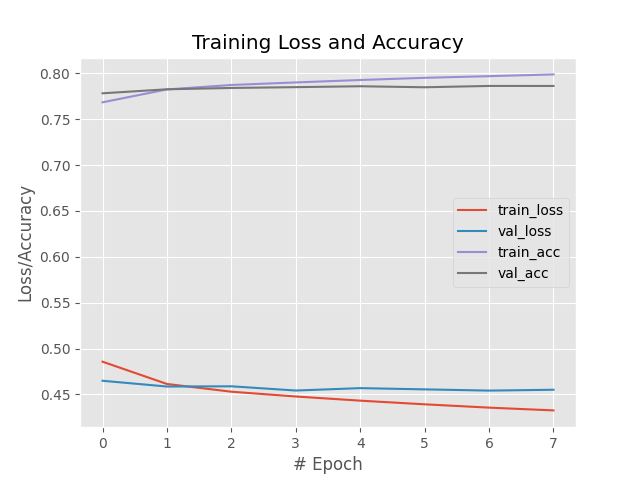 Training Loss and Accuracy
0.80
0.75
0.70
0.65
0.60
0.55
0.50
0.45
Loss/Accuracy
train_loss
val_loss
train_acc
val_acc
0 1 2 3 4 5 6 7
# Epoch